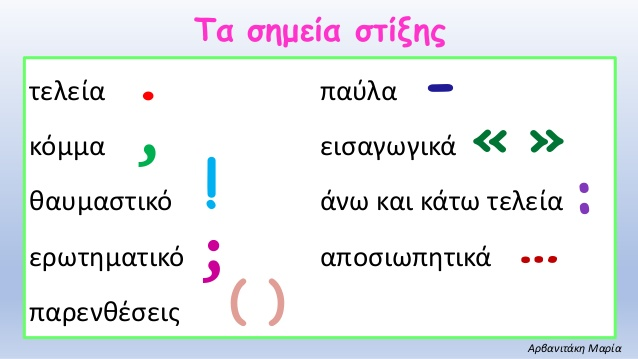 Τα σημεία στίξης
τελεία .
κόμμα ,
θαυμαστικό !
ερωτηματικό ;
παρενθέσεις ( )
παύλα -
εισαγωγικά « »
άνω και κάτω τελεία :
αποσιωπητικά ...
Αρβανιτάκη Μαρία